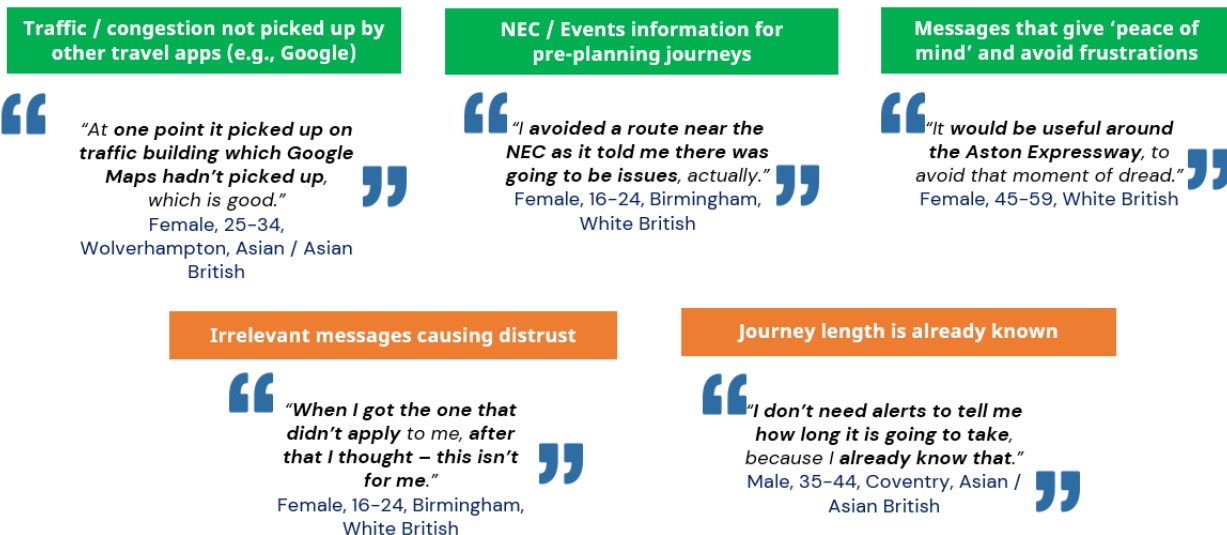 Traffic / congestion not picked up by
other travel apps (e.g., Google)
“At one point it picked up on
traffic building which Google
Maps hadn’t picked up,
which is good.”
Female, 25-34,
Wolverhampton, Asian / Asian
British
NEC / Events information for
pre-planning journeys
“I avoided a route near the
NEC as it told me there was
going to be issues, actually.”
Female, 16-24, Birmingham,
White British
Messages that give ‘peace of
mind’ and avoid frustrations
“It would be useful around
the Aston Expressway, to
avoid that moment of dread.”
Female, 45-59, White British
Irrelevant messages causing distrust
“When I got the one that
didn’t apply to me, after
that I thought – this isn’t
for me.”
Female, 16-24, Birmingham,
White British
Journey length is already known
“I don’t need alerts to tell me
how long it is going to take,
because I already know that.”
Male, 35-44, Coventry, Asian /
Asian British